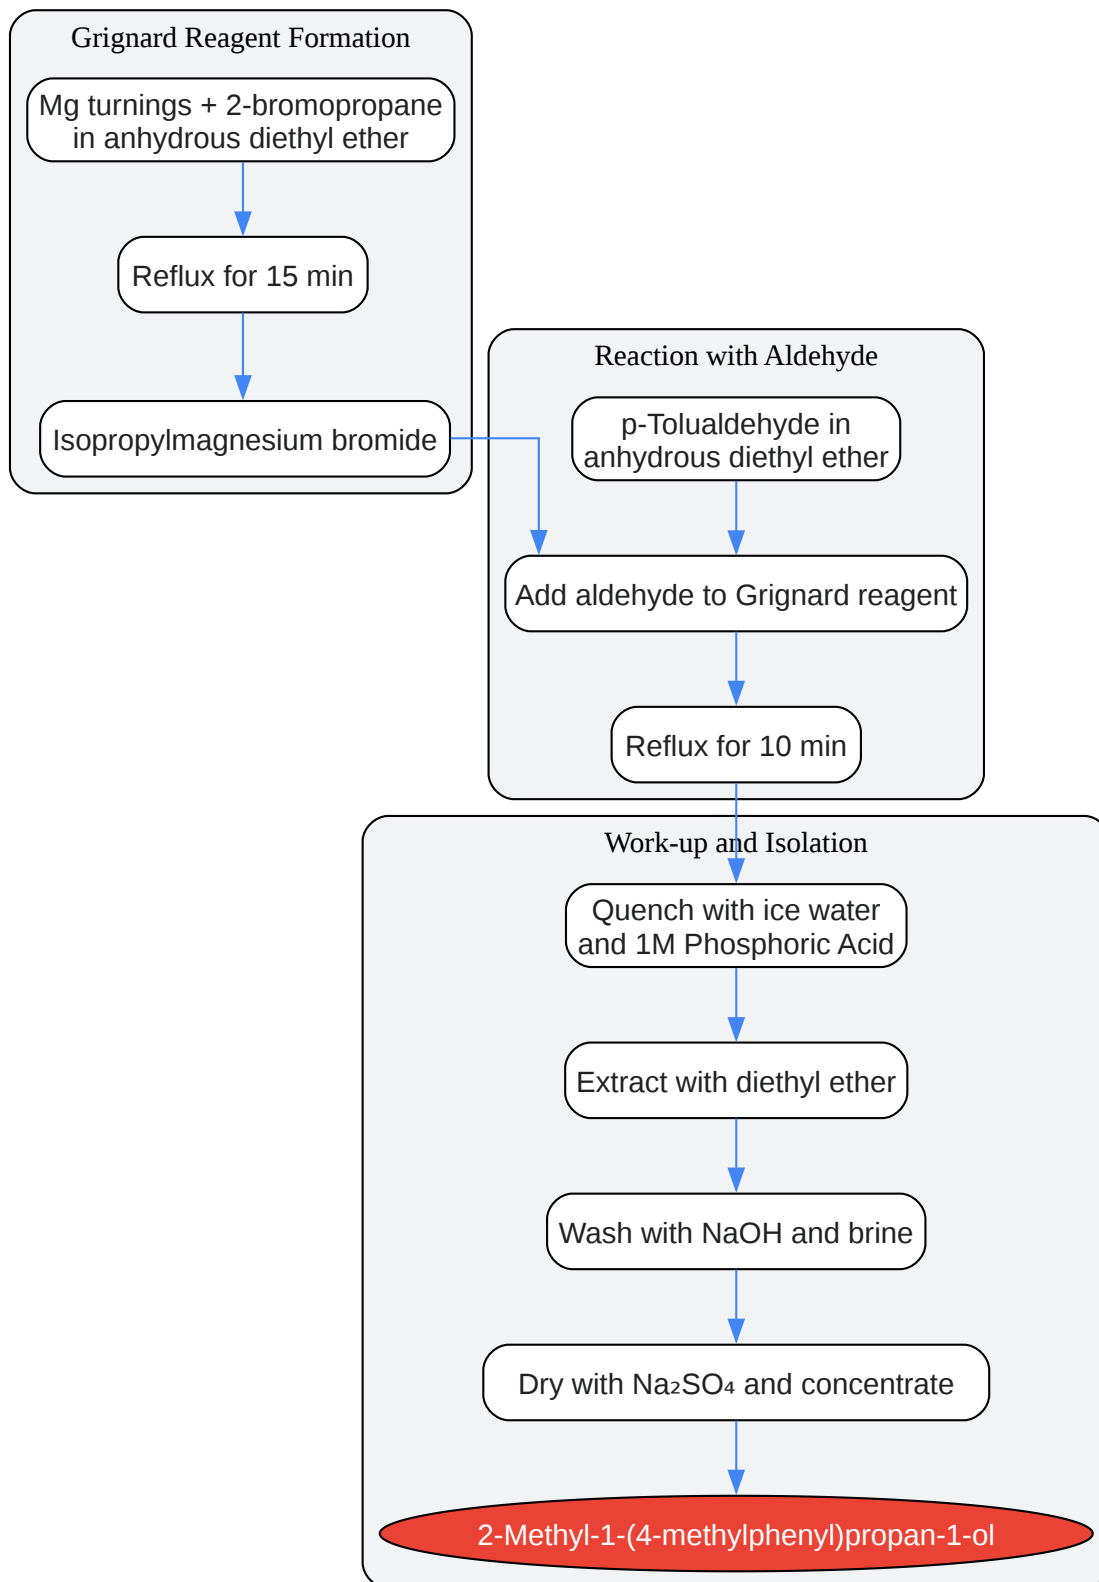 Grignard Reagent Formation
Mg turnings + 2-bromopropane
in anhydrous diethyl ether
Reflux for 15 min
Isopropylmagnesium bromide
Reaction with Aldehyde
p-Tolualdehyde in
anhydrous diethyl ether
Add aldehyde to Grignard reagent
Reflux for 10 min
Work-up and Isolation
Quench with ice water
and 1M Phosphoric Acid
Extract with diethyl ether
Wash with NaOH and brine
Dry with Na₂SO₄ and concentrate
2-Methyl-1-(4-methylphenyl)propan-1-ol